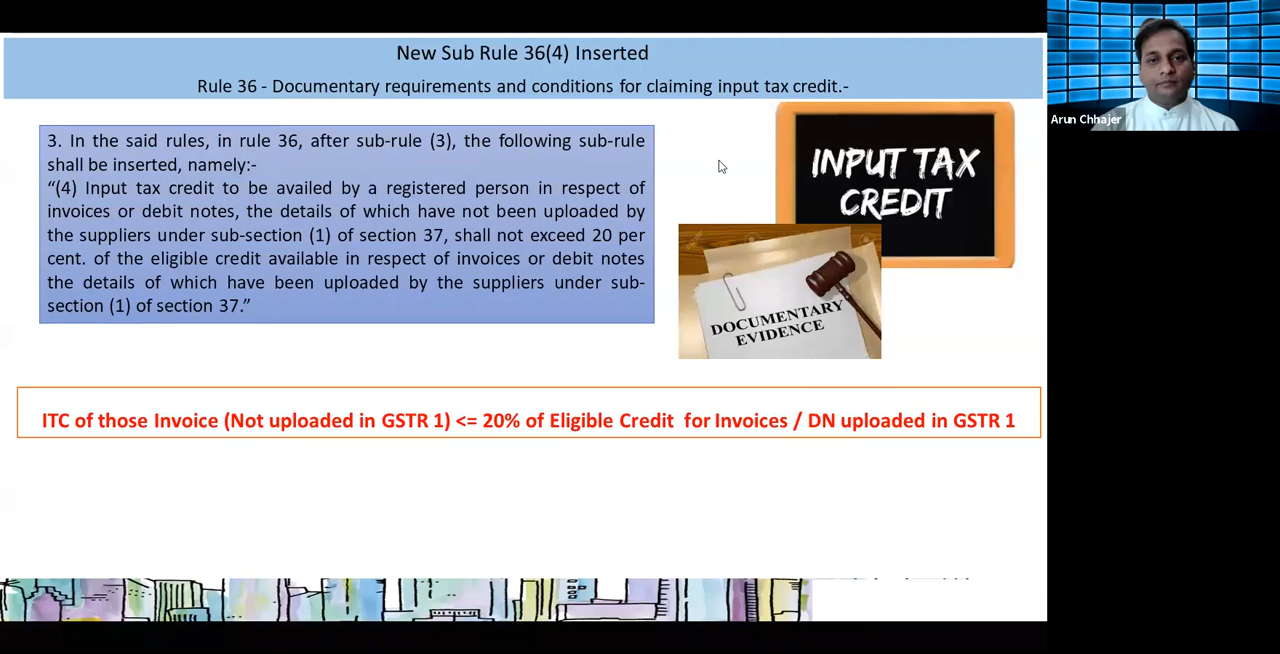 New Sub Rule 36(4) Inserted
Rule 36 - Documentary requirements and conditions for claiming input tax credit.-
3. In the said rules, in rule 36, after sub-rule (3), the following sub-rule
shall be inserted, namely:-
“(4) Input tax credit to be availed by a registered person in respect of
invoices or debit notes, the details of which have not been uploaded by
the suppliers under sub-section (1) of section 37, shall not exceed 20 per
cent. of the eligible credit available in respect of invoices or debit notes
the details of which have been uploaded by the suppliers under sub-
section (1) of section 37.”
INPUT TAX
CREDIT
DOCUMENTARY
EVIDENCE
ITC of those Invoice (Not uploaded in GSTR 1) <= 20% of Eligible Credit for Invoices / DN uploaded in GSTR 1
Arun Chhajer